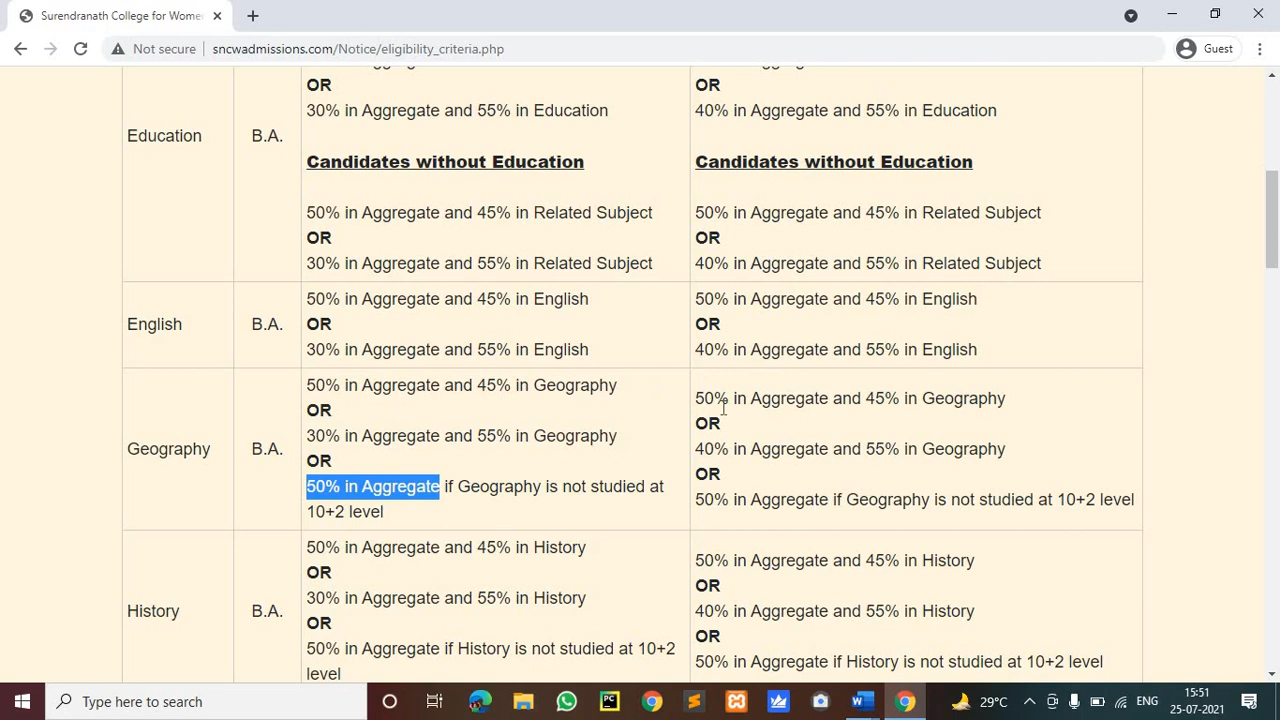 Surendranath College for Wome
Not secure
sncwadmissions.com/Notice/eligibility_criteria.php
Guest
Education
B.A.
OR
30% in Aggregate and 55% in Education
Candidates without Education
50% in Aggregate and 45% in Related Subject
OR
30% in Aggregate and 55% in Related Subject
OR
40% in Aggregate and 55% in Education
Candidates without Education
50% in Aggregate and 45% in Related Subject
OR
40% in Aggregate and 55% in Related Subject
English
B.A.
50% in Aggregate and 45% in English
OR
30% in Aggregate and 55% in English
50% in Aggregate and 45% in English
OR
40% in Aggregate and 55% in English
Geography
B.A.
50% in Aggregate and 45% in Geography
OR
30% in Aggregate and 55% in Geography
OR
50% in Aggregate if Geography is not studied at
10+2 level
50% in Aggregate and 45% in Geography
OR
40% in Aggregate and 55% in Geography
OR
50% in Aggregate if Geography is not studied at 10+2 level
History
B.A.
50% in Aggregate and 45% in History
OR
30% in Aggregate and 55% in History
OR
50% in Aggregate if History is not studied at 10+2
level
50% in Aggregate and 45% in History
OR
40% in Aggregate and 55% in History
OR
50% in Aggregate if History is not studied at 10+2 level
Type here to search
29°C
ENG
15:51
25-07-2021